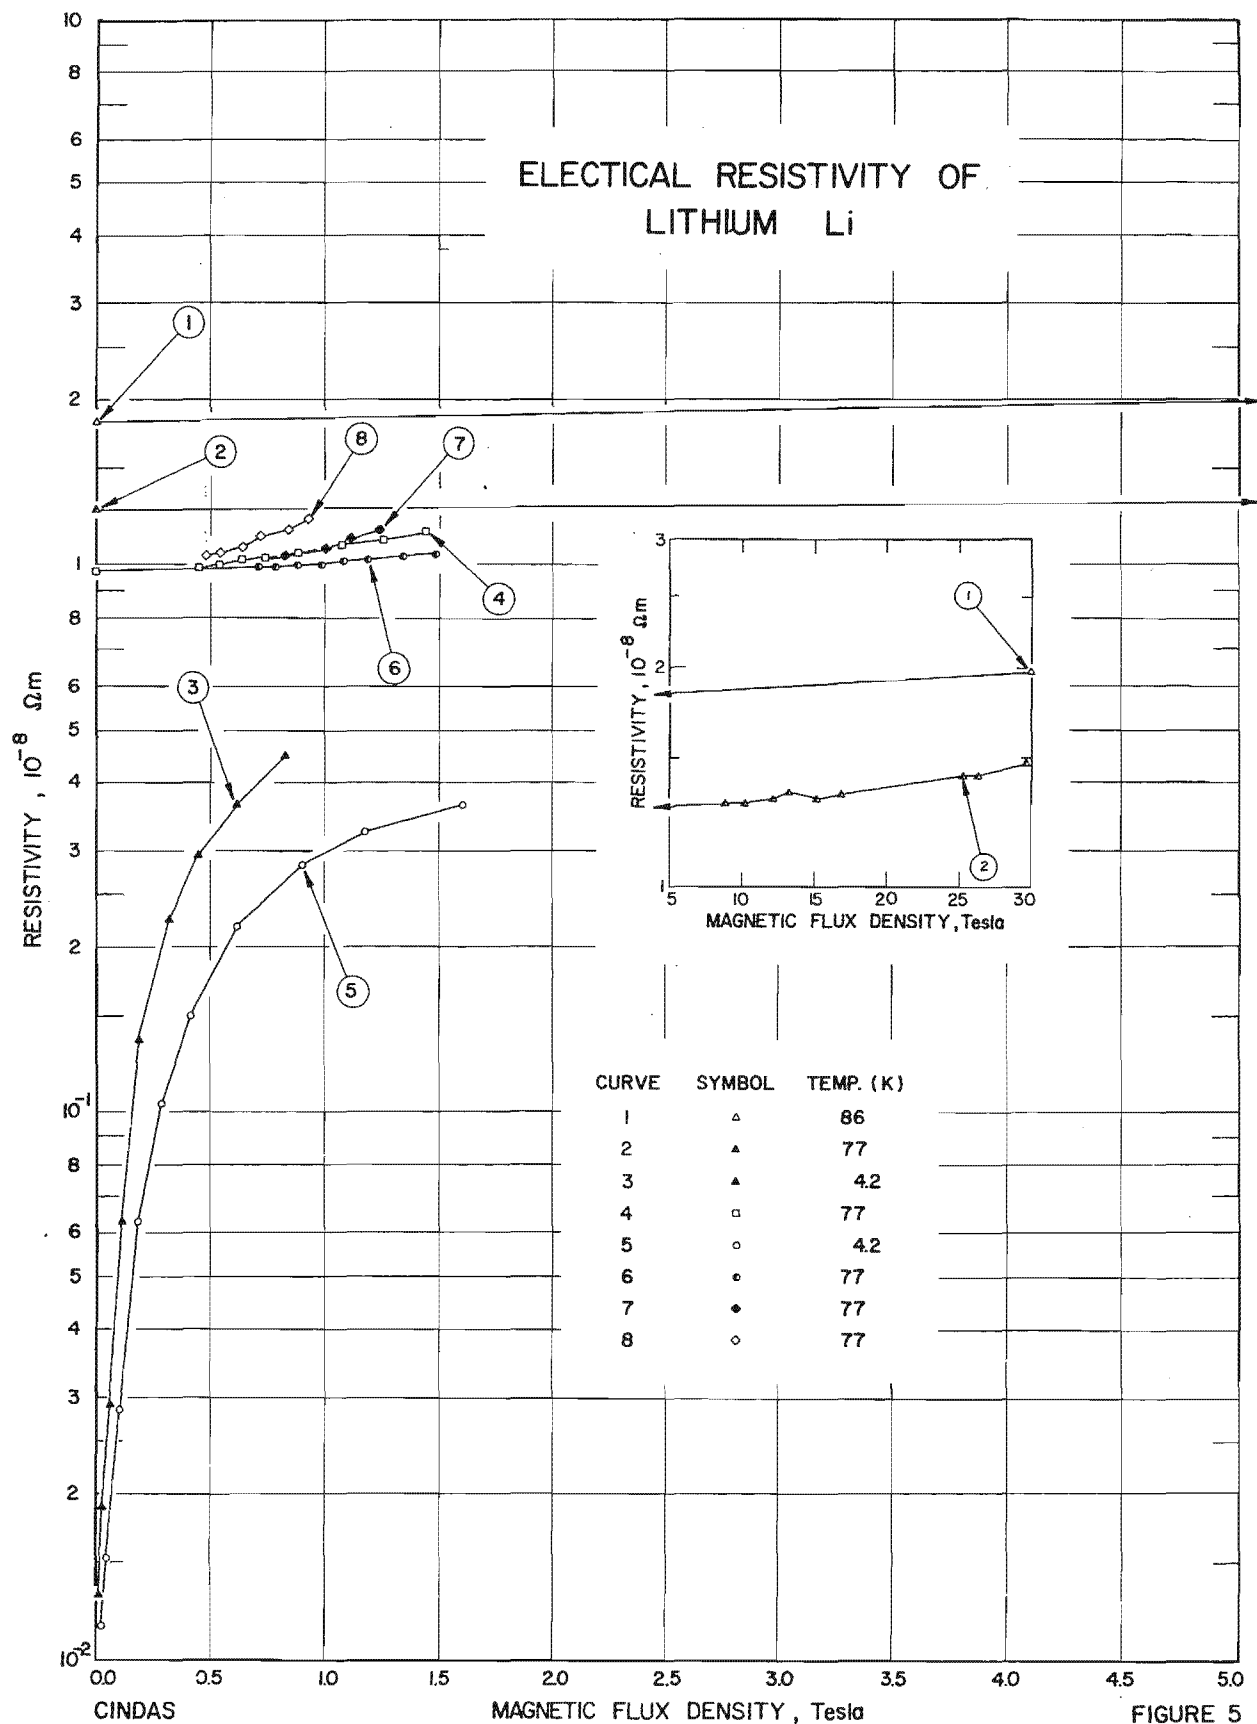 ELECTICAL RESISTIVITY OF
LITHIUM Li
10
8
6
5
4
3
2
1
8
6
5
4
3
2
10⁻¹
8
6
5
4
3
2
10⁻²
RESISTIVITY, 10⁻⁸ Ωm
1
2
8
7
4
6
3
5
3
2
1
RESISTIVITY, 10⁻⁸ Ωm
1
2
5 10 15 20 25 30
MAGNETIC FLUX DENSITY, Tesla
CURVE SYMBOL TEMP. (K)
1 △ 86
2 ▲ 77
3 ▲ 4.2
4 □ 77
5 ○ 4.2
6 ◐ 77
7 ◆ 77
8 ◇ 77
0.0 0.5 1.0 1.5 2.0 2.5 3.0 3.5 4.0 4.5 5.0
CINDAS MAGNETIC FLUX DENSITY, Tesla FIGURE 5